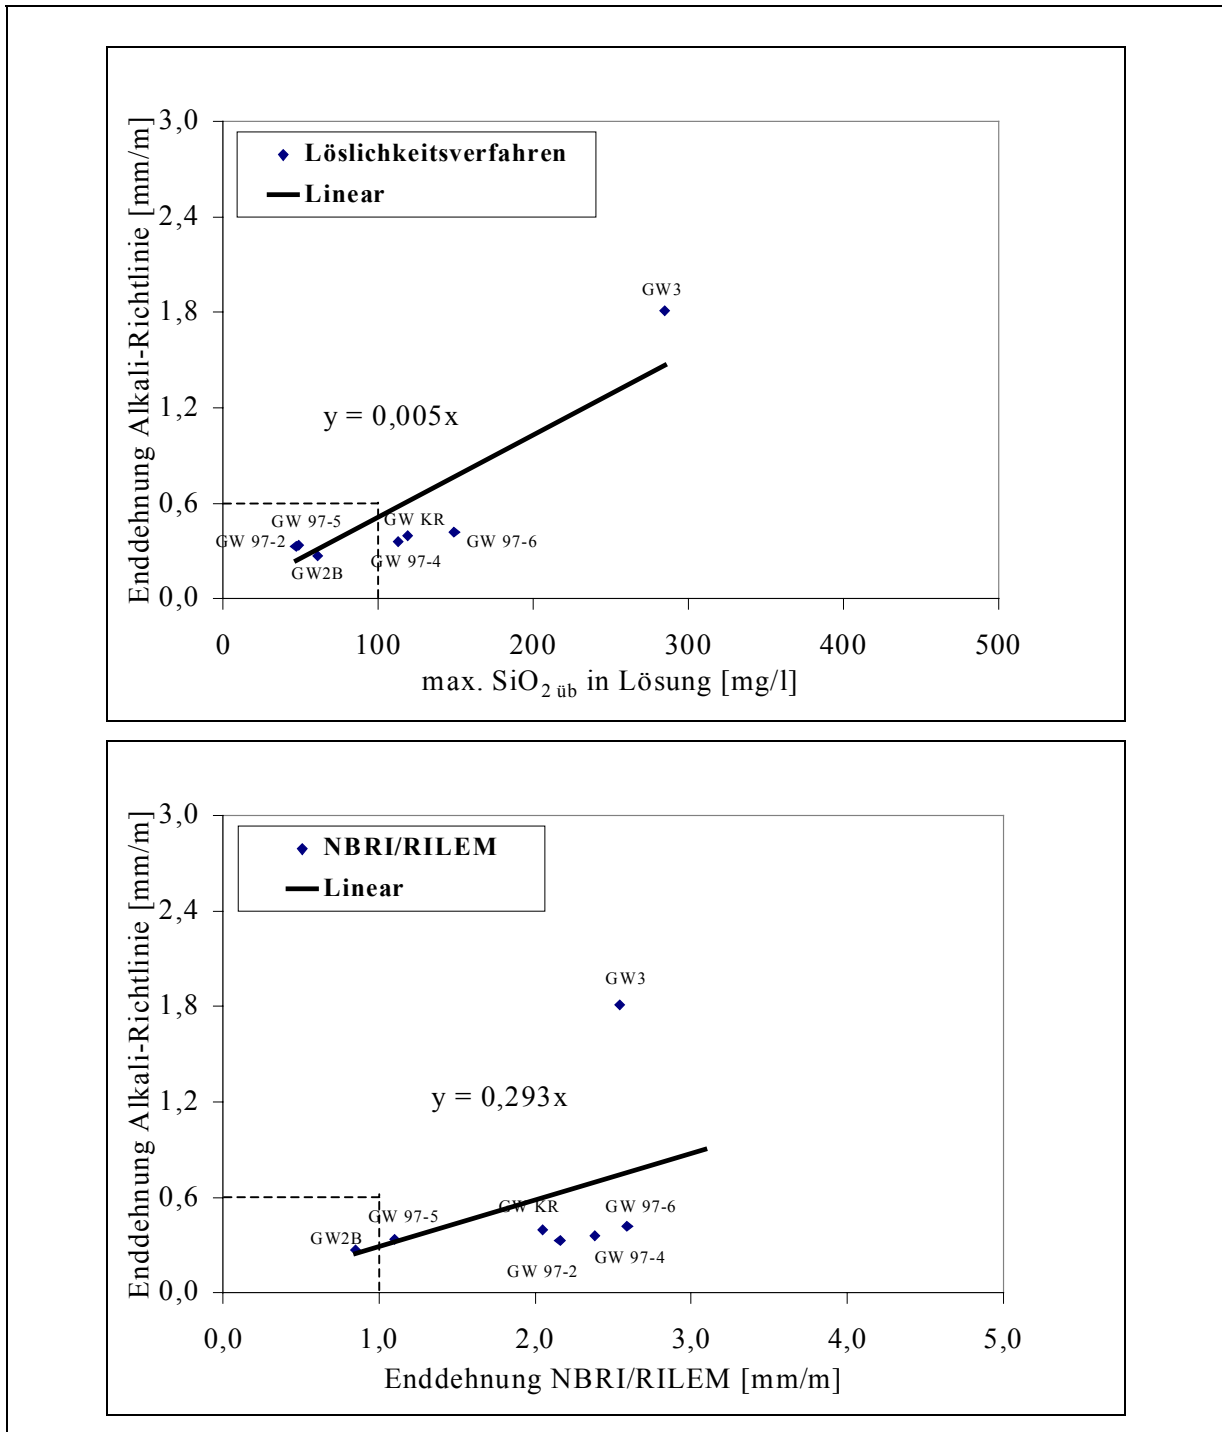 3,0
2,4
1,8
1,2
0,6
0,0
Enddehnung Alkali-Richtlinie [mm/m]
Löslichkeitsverfahren
Linear
GW3
y = 0,005x
GW 97-5
GW KR
GW 97-2
GW 97-6
GW 97-4
GW2B
0 100 200 300 400 500
max. SiO2 üb in Lösung [mg/l]
3,0
2,4
1,8
1,2
0,6
0,0
Enddehnung Alkali-Richtlinie [mm/m]
NBRI/RILEM
Linear
GW3
y = 0,293x
GW KR
GW 97-6
GW 97-5
GW2B
GW 97-4
GW 97-2
0,0 1,0 2,0 3,0 4,0 5,0
Enddehnung NBRI/RILEM [mm/m]